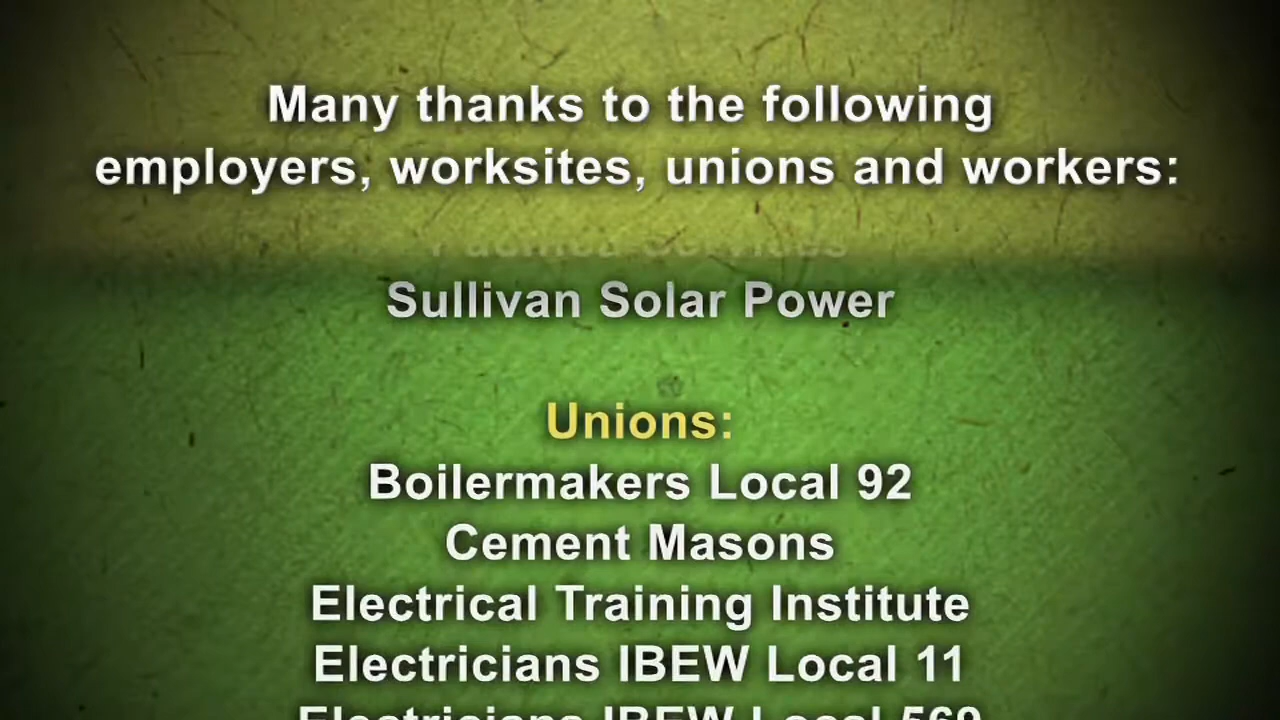 Many thanks to the following
employers, worksites, unions and workers:
Services
Sullivan Solar Power
Unions:
Boilermakers Local 92
Cement Masons
Electrical Training Institute
Electricians IBEW Local 11
Electricians IBEW Local 569